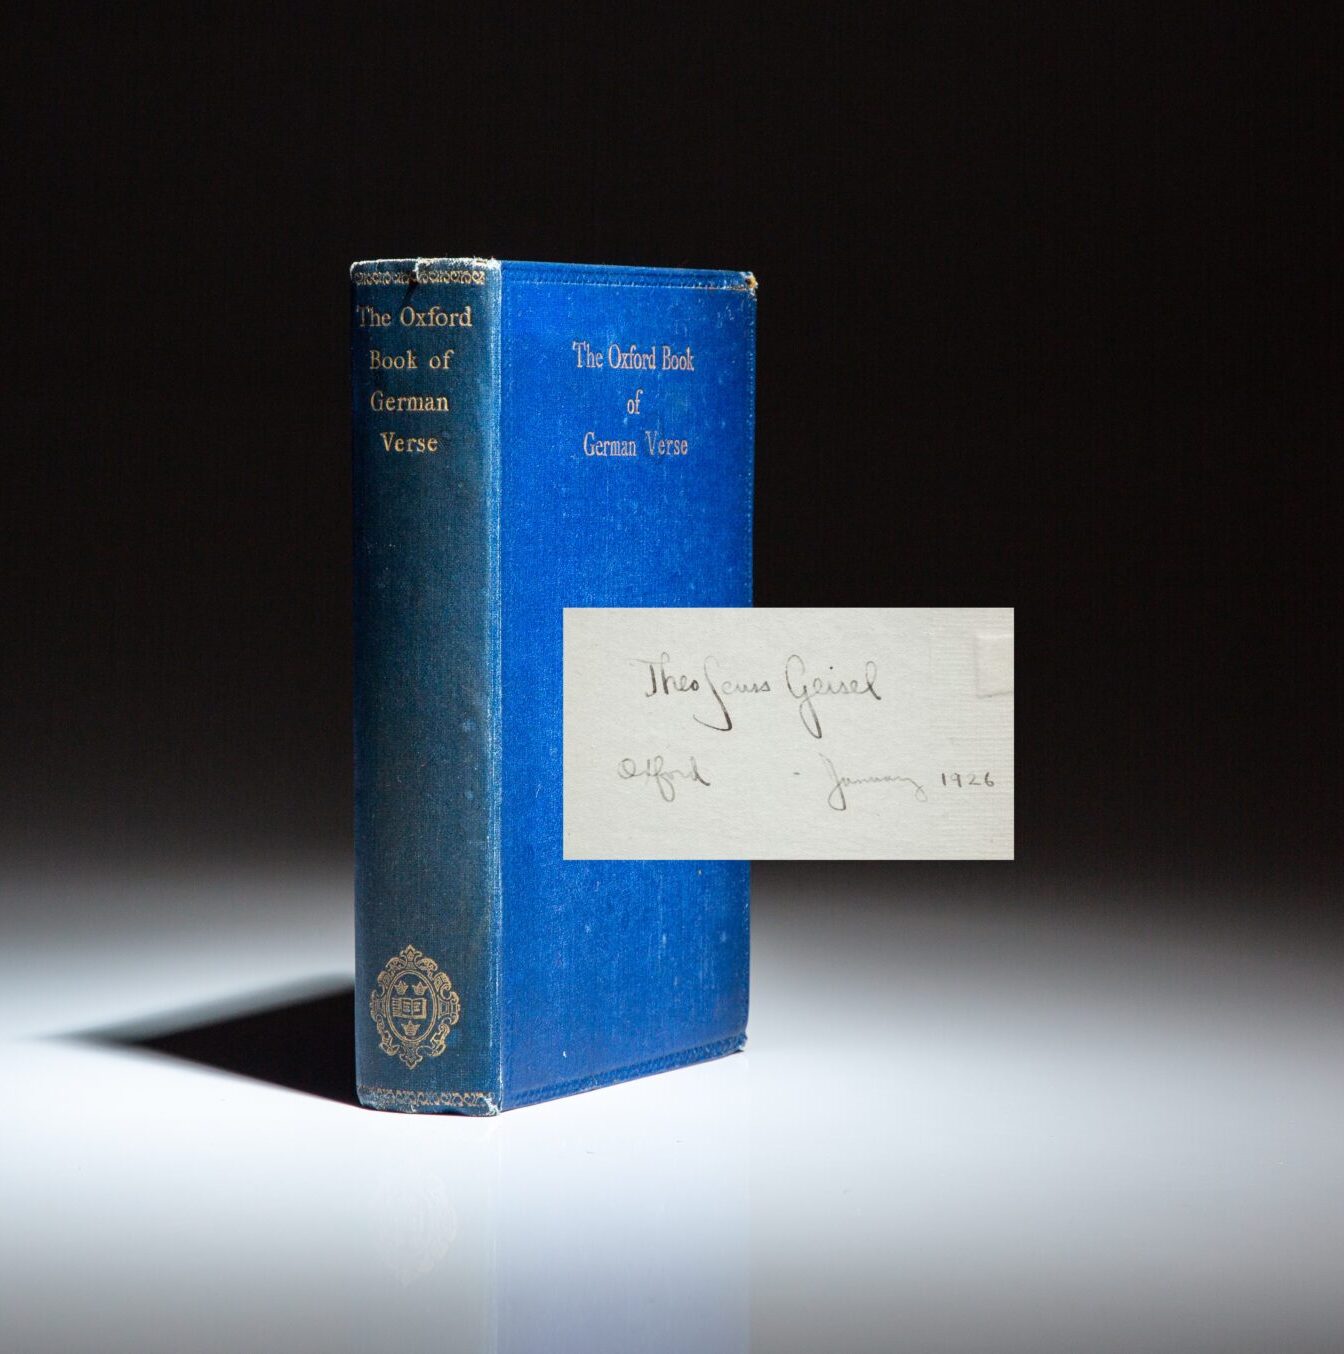 The Oxford
Book of
German
Verse
The Oxford Book
of
German Verse
Theo Seuss Geisel
Oxford - January 1926